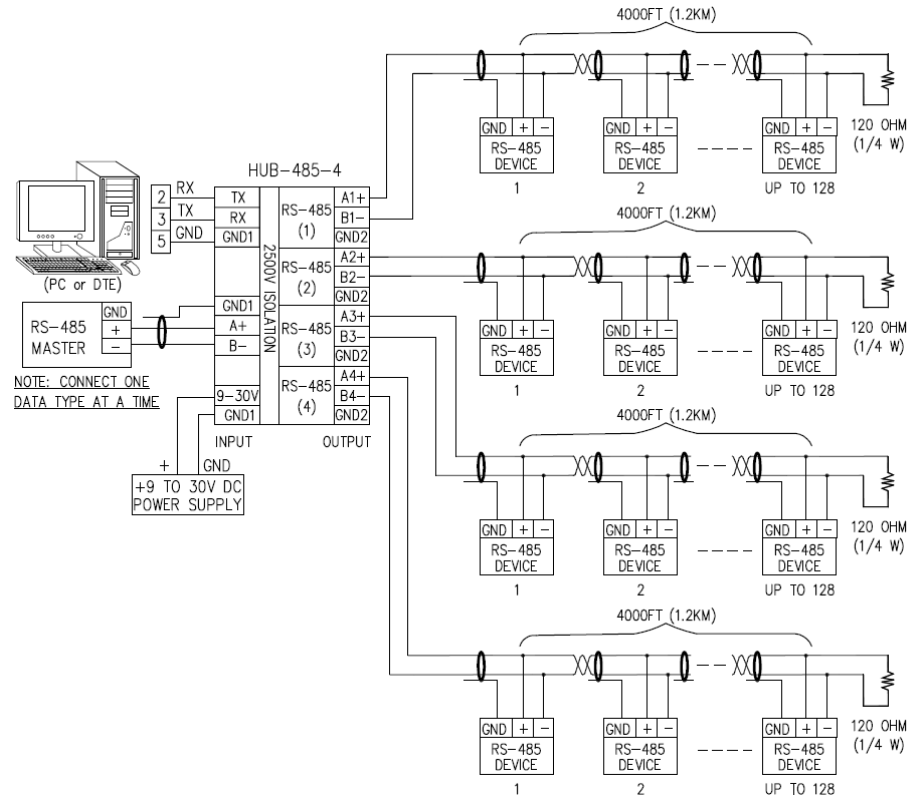 4000FT (1.2KM)
GND + − GND + − GND + −
RS−485 DEVICE RS−485 DEVICE RS−485 DEVICE
120 OHM
(1/4 W)
1 2 UP TO 128
HUB−485−4
2 RX TX RS−485 A1+
3 TX RX (1) B1−
5 GND GND1 GND2
2500V ISOLATION
RS−485 A2+
(2) B2−
GND2
(PC or DTE)
GND GND1 A3+
RS−485 + A+ RS−485 B3−
MASTER − B− (3) GND2
NOTE: CONNECT ONE
DATA TYPE AT A TIME
RS−485 A4+
9−30V (4) B4−
GND1 GND2
INPUT OUTPUT
+ GND
+9 TO 30V DC
POWER SUPPLY
4000FT (1.2KM)
GND + − GND + − GND + −
RS−485 DEVICE RS−485 DEVICE RS−485 DEVICE
120 OHM
(1/4 W)
1 2 UP TO 128
4000FT (1.2KM)
GND + − GND + − GND + −
RS−485 DEVICE RS−485 DEVICE RS−485 DEVICE
120 OHM
(1/4 W)
1 2 UP TO 128
4000FT (1.2KM)
GND + − GND + − GND + −
RS−485 DEVICE RS−485 DEVICE RS−485 DEVICE
120 OHM
(1/4 W)
1 2 UP TO 128